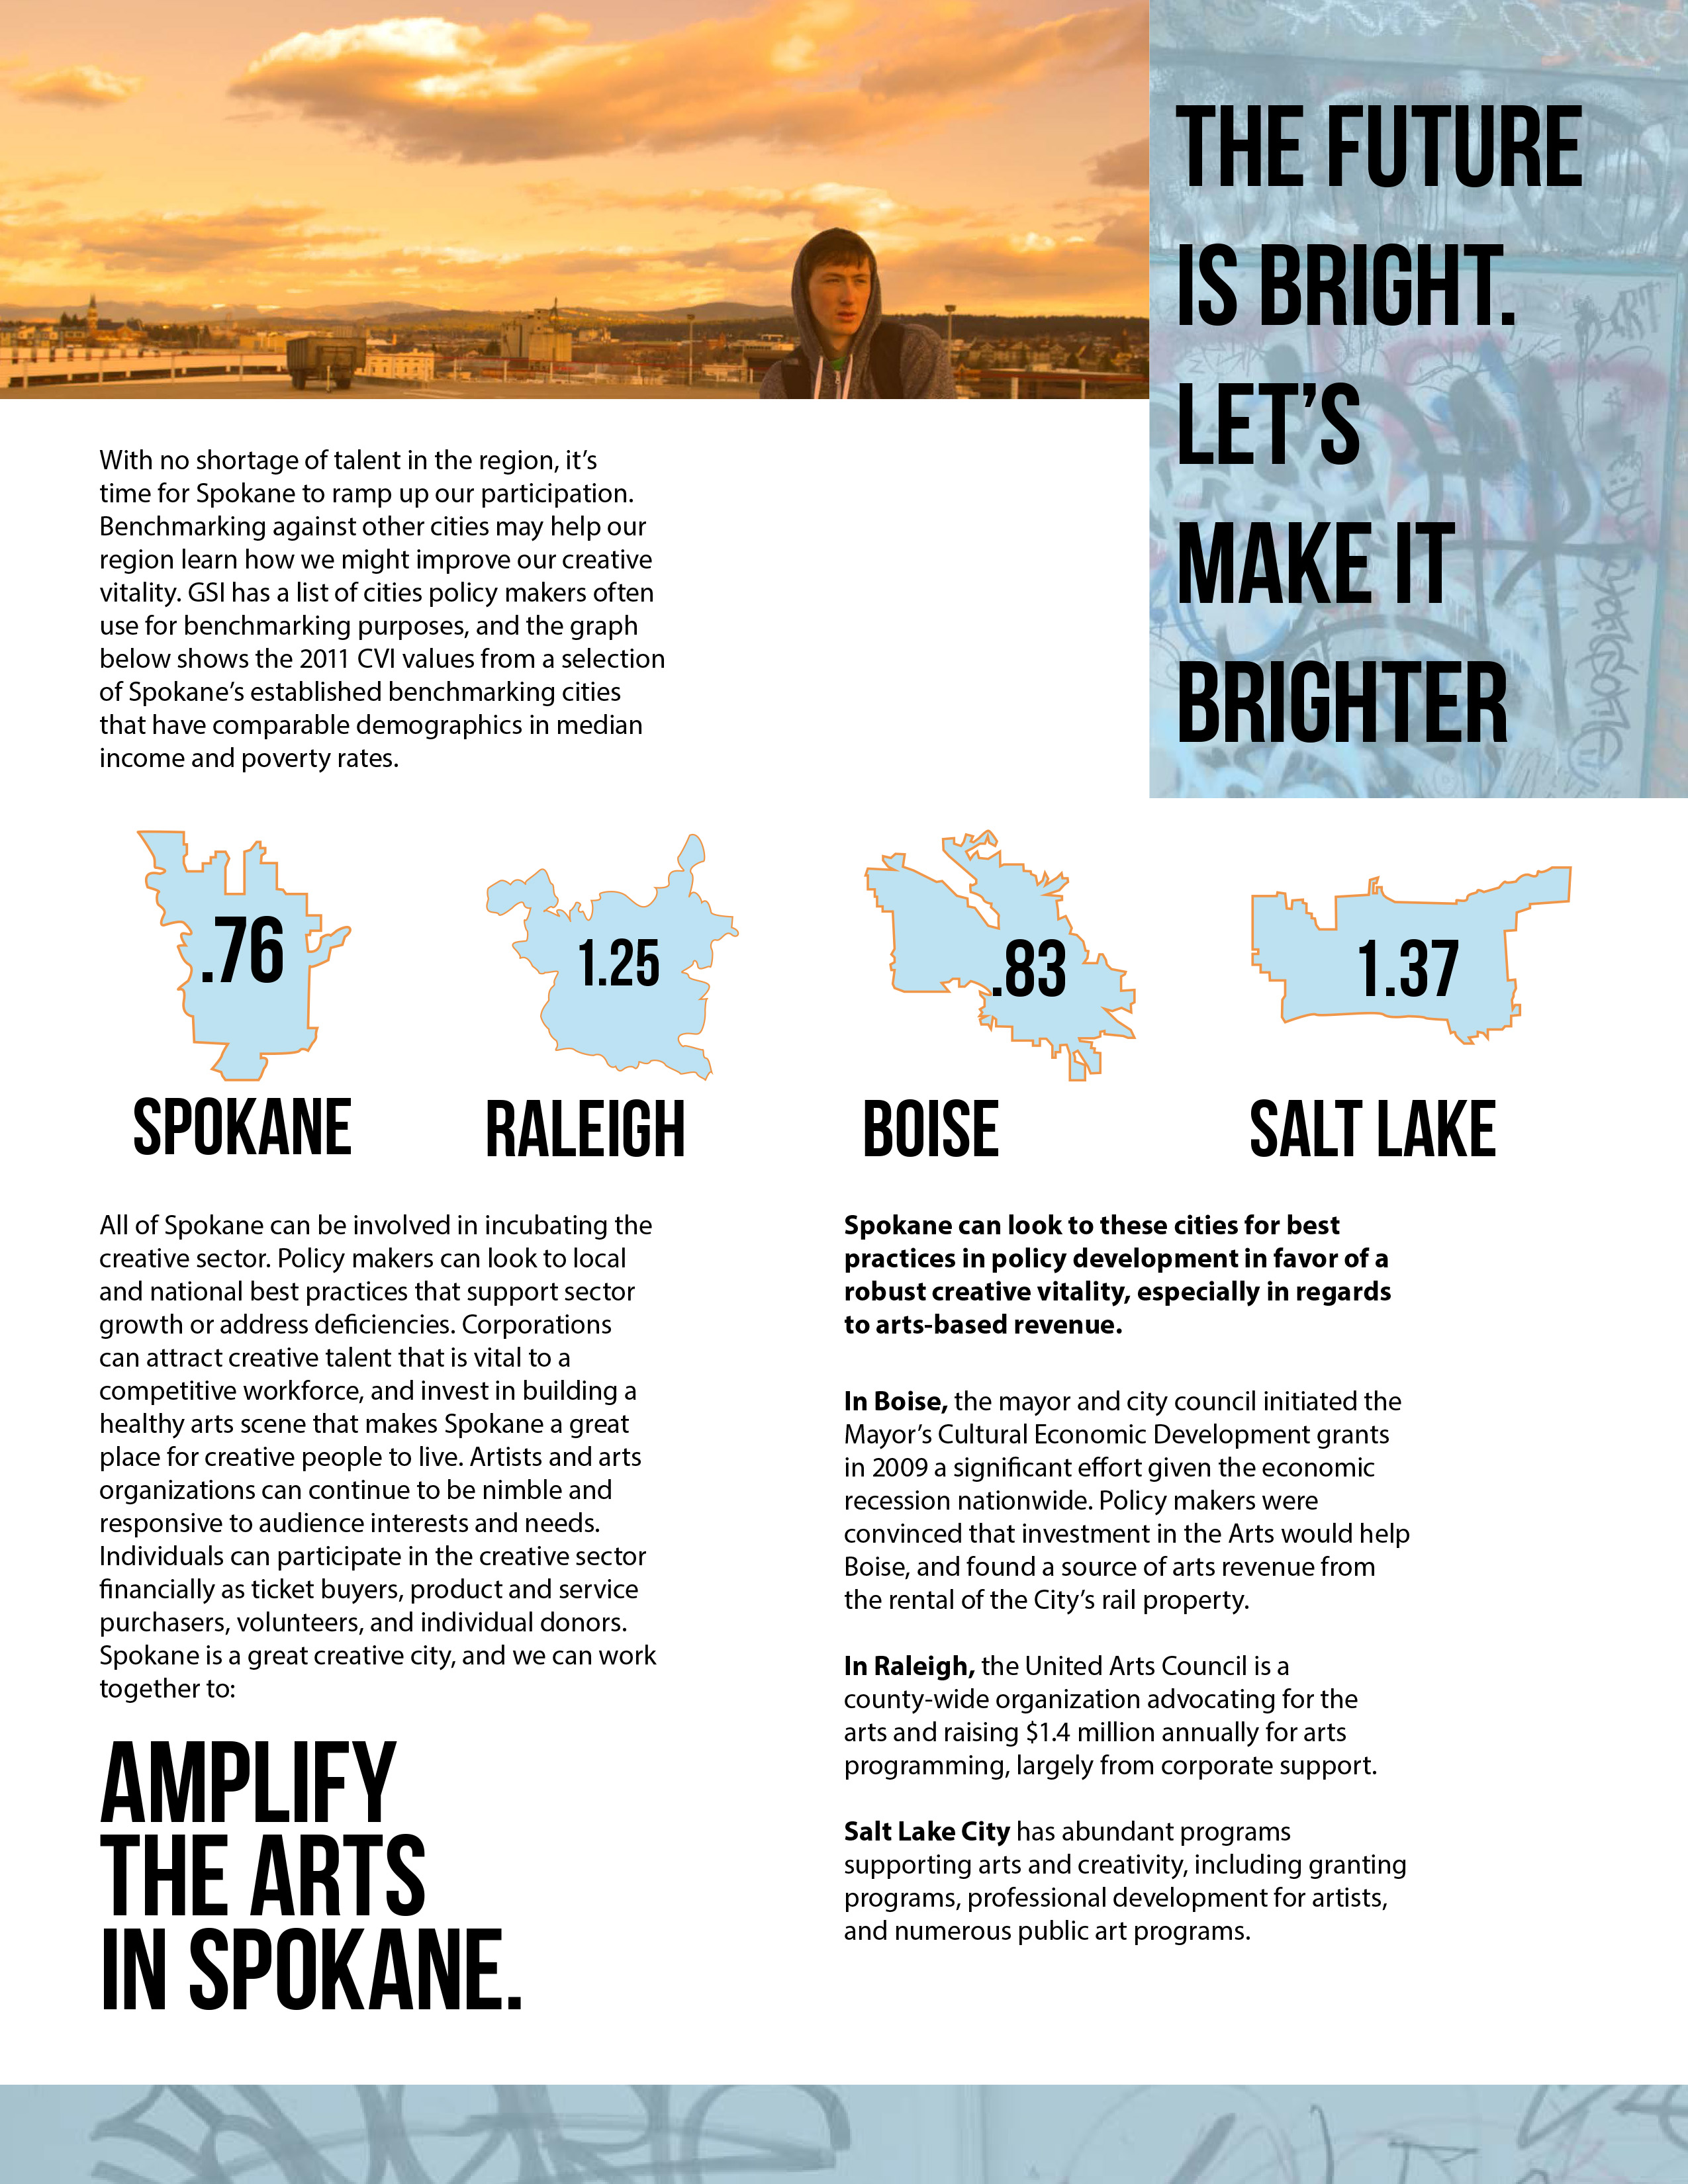 THE FUTURE
IS BRIGHT.
LET’S
MAKE IT
BRIGHTER
With no shortage of talent in the region, it’s
time for Spokane to ramp up our participation.
Benchmarking against other cities may help our
region learn how we might improve our creative
vitality. GSI has a list of cities policy makers often
use for benchmarking purposes, and the graph
below shows the 2011 CVI values from a selection
of Spokane’s established benchmarking cities
that have comparable demographics in median
income and poverty rates.
.76
1.25
.83
1.37
SPOKANE
RALEIGH
BOISE
SALT LAKE
All of Spokane can be involved in incubating the
creative sector. Policy makers can look to local
and national best practices that support sector
growth or address deficiencies. Corporations
can attract creative talent that is vital to a
competitive workforce, and invest in building a
healthy arts scene that makes Spokane a great
place for creative people to live. Artists and arts
organizations can continue to be nimble and
responsive to audience interests and needs.
Individuals can participate in the creative sector
financially as ticket buyers, product and service
purchasers, volunteers, and individual donors.
Spokane is a great creative city, and we can work
together to:
AMPLIFY
THE ARTS
IN SPOKANE.
Spokane can look to these cities for best
practices in policy development in favor of a
robust creative vitality, especially in regards
to arts-based revenue.
In Boise, the mayor and city council initiated the
Mayor’s Cultural Economic Development grants
in 2009 a significant effort given the economic
recession nationwide. Policy makers were
convinced that investment in the Arts would help
Boise, and found a source of arts revenue from
the rental of the City’s rail property.
In Raleigh, the United Arts Council is a
county-wide organization advocating for the
arts and raising $1.4 million annually for arts
programming, largely from corporate support.
Salt Lake City has abundant programs
supporting arts and creativity, including granting
programs, professional development for artists,
and numerous public art programs.